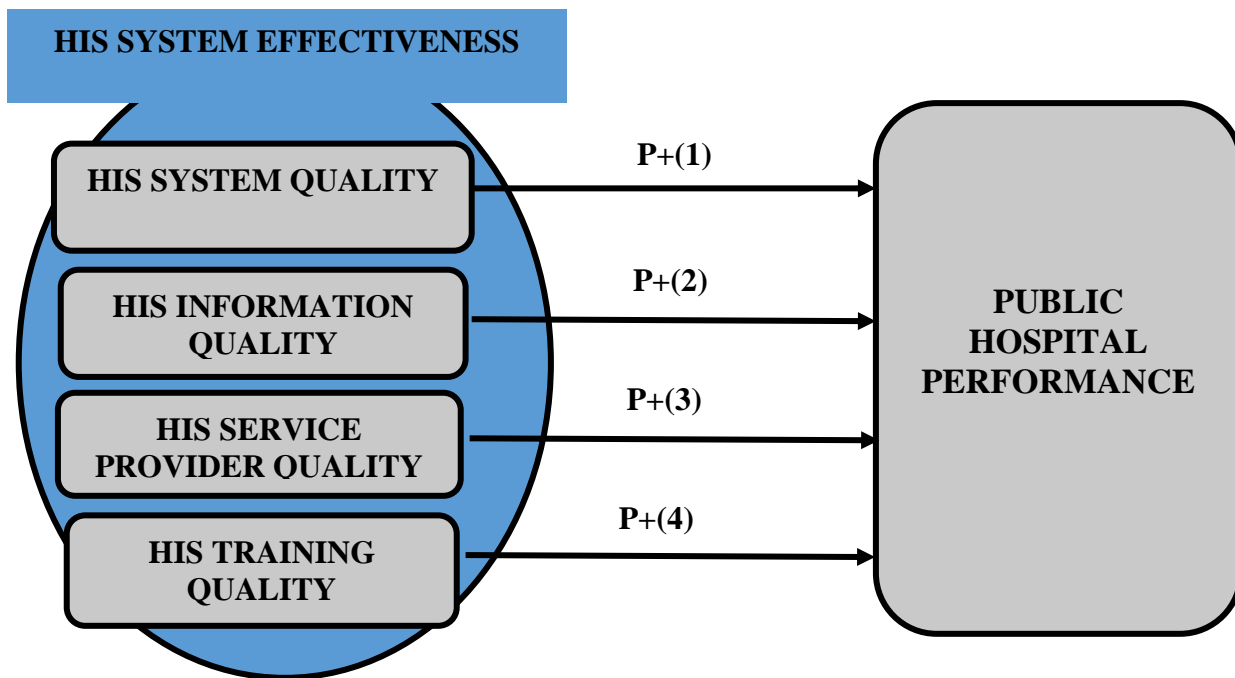 HIS SYSTEM EFFECTIVENESS
HIS SYSTEM QUALITY
P+(1)
HIS INFORMATION
QUALITY
P+(2)
HIS SERVICE
PROVIDER QUALITY
P+(3)
HIS TRAINING
QUALITY
P+(4)
PUBLIC
HOSPITAL
PERFORMANCE